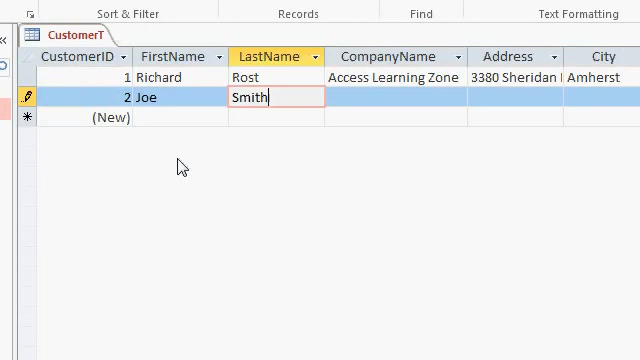 Sort & Filter Records Find Text Formatting
CustomerT
CustomerID FirstName LastName CompanyName Address City
1 Richard Rost Access Learning Zone 3380 Sheridan Amherst
2 Joe Smith
(New)